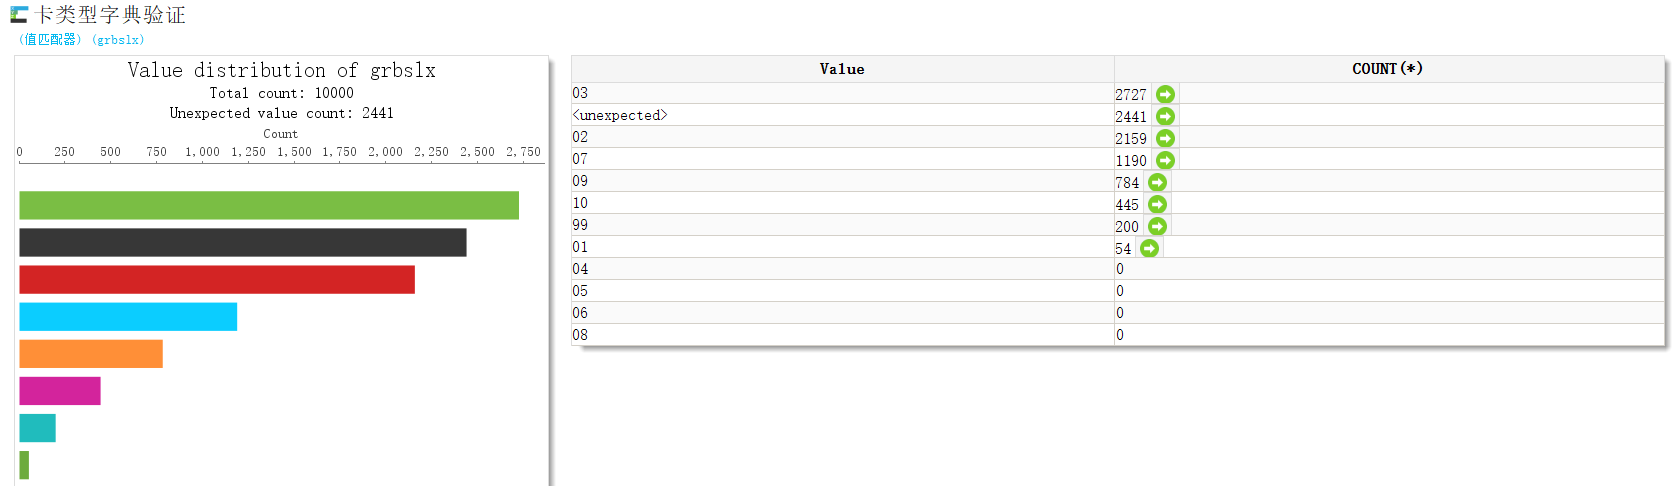 卡类型字典验证
(值匹配器) (grbslx)
Value distribution of grbslx
Total count: 10000
Unexpected value count: 2441
Count
0 250 500 750 1,000 1,250 1,500 1,750 2,000 2,250 2,500 2,750
Value COUNT(*)
03 2727
<unexpected> 2441
02 2159
07 1190
09 784
10 445
99 200
01 54
04 0
05 0
06 0
08 0